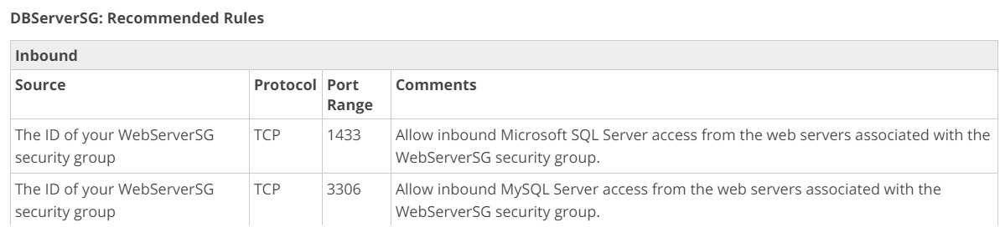 DBServerSG: Recommended Rules
Inbound
Source Protocol Port Range Comments
The ID of your WebServerSG security group TCP 1433 Allow inbound Microsoft SQL Server access from the web servers associated with the WebServerSG security group.
The ID of your WebServerSG security group TCP 3306 Allow inbound MySQL Server access from the web servers associated with the WebServerSG security group.